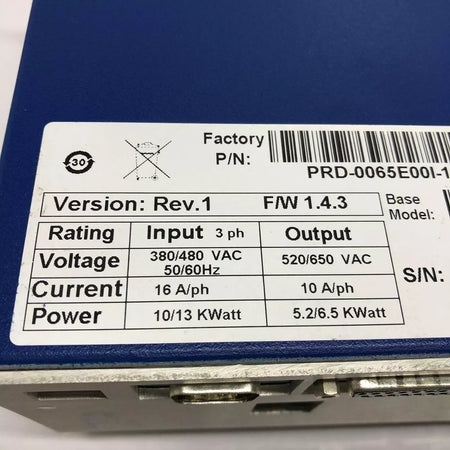 30
Factory
P/N:
PRD-0065E00I-1
Version: Rev.1 F/W 1.4.3
Base
Model:
Rating Input 3 ph Output
Voltage 380/480 VAC 520/650 VAC
50/60Hz
S/N:
Current 16 A/ph 10 A/ph
Power 10/13 KWatt 5.2/6.5 KWatt